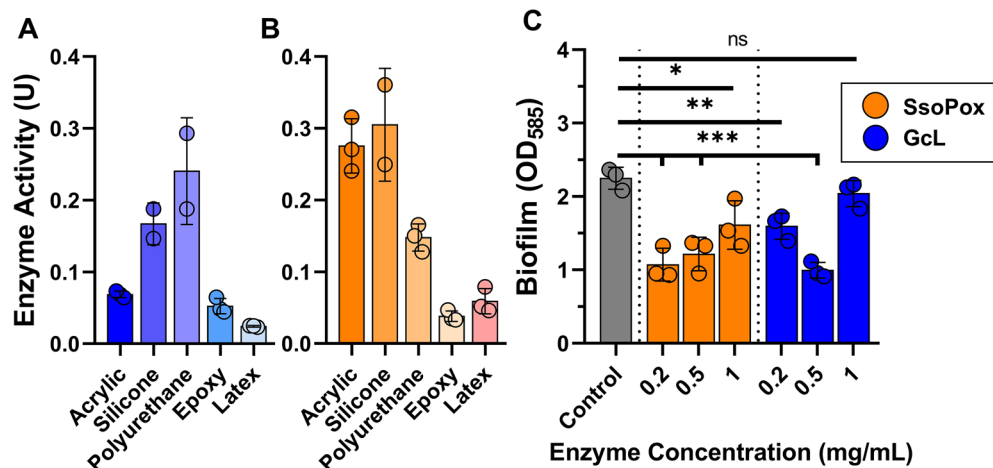 A
Enzyme Activity (U)
0.4
0.3
0.2
0.1
0.0
Acrylic
Silicone
Polyurethane
Epoxy
Latex
B
0.4
0.3
0.2
0.1
0.0
Acrylic
Silicone
Polyurethane
Epoxy
Latex
C
Biofilm (OD585)
4
3
2
1
0
ns
*
**
***
SsoPox
GcL
Control
0.2
0.5
1
0.2
0.5
1
Enzyme Concentration (mg/mL)